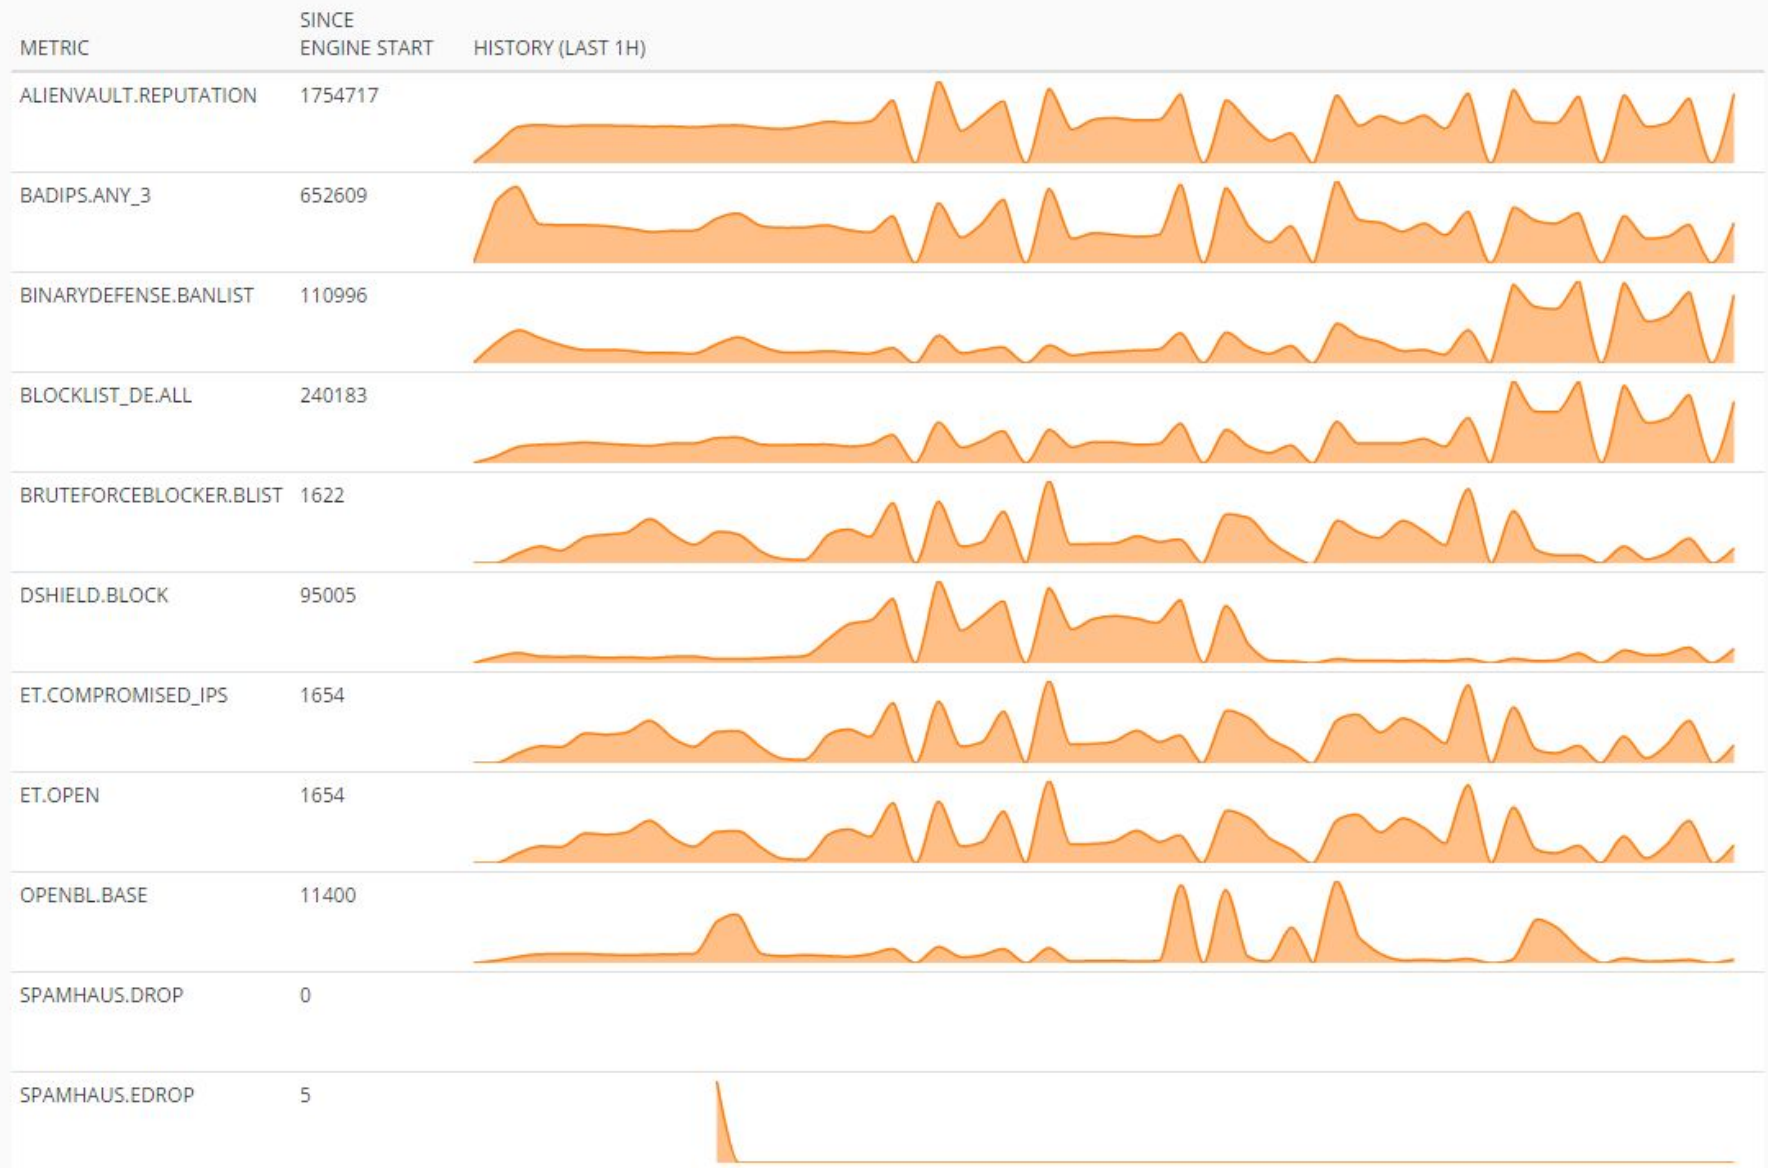 METRIC SINCE ENGINE START HISTORY (LAST 1H)
ALIENVAULT.REPUTATION 1754717
BADIPS.ANY_3 652609
BINARYDEFENSE.BANLIST 110996
BLOCKLIST_DE.ALL 240183
BRUTEFORCEBLOCKER.BLIST 1622
DSHIELD.BLOCK 95005
ET.COMPROMISED_IPS 1654
ET.OPEN 1654
OPENBL.BASE 11400
SPAMHAUS.DROP 0
SPAMHAUS.EDROP 5